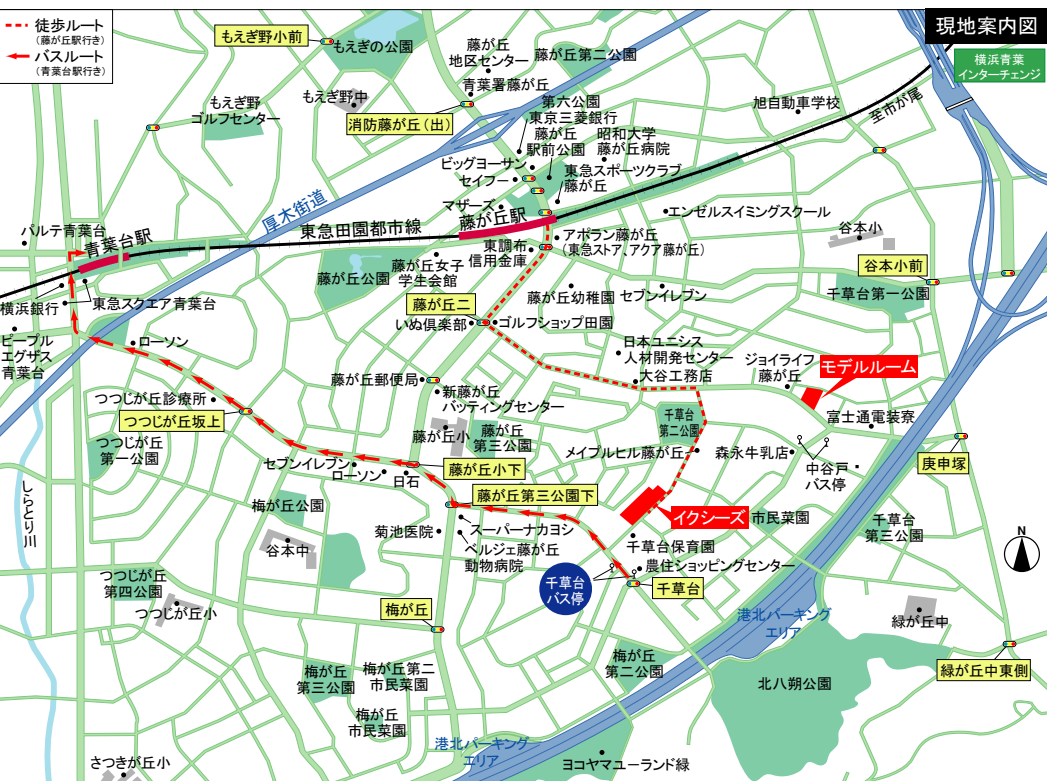 徒歩ルート
(藤が丘駅行き)
バスルート
(青葉台駅行き)
現地案内図
横浜青葉
インターチェンジ
もえぎ野小前
もえぎの公園
藤が丘
地区センター
藤が丘第二公園
青葉署藤が丘
もえぎ野
ゴルフセンター
もえぎ野中
消防藤が丘(出)
第六公園
東京三菱銀行
藤が丘
駅前公園
昭和大学
藤が丘病院
旭自動車学校
至市が尾
ビッグヨーサン
セイフー
東急スポーツクラブ
藤が丘
マザーズ
厚木街道
東急田園都市線
藤が丘駅
エンゼルスイミングスクール
谷本小
パルテ青葉台
青葉台駅
東調布
信用金庫
アポラン藤が丘
(東急ストア、アクア藤が丘)
谷本小前
藤が丘公園
藤が丘女子
学生会館
千草台第一公園
横浜銀行
東急スクエア青葉台
藤が丘二
藤が丘幼稚園
セブンイレブン
いぬ倶楽部
ゴルフショップ田園
ピープル
エグザス
青葉台
ローソン
日本ユニシス
人材開発センター
大谷工務店
ジョイライフ
藤が丘
モデルルーム
藤が丘郵便局
新藤が丘
バッティングセンター
つつじが丘診療所
つつじが丘坂上
千草台
第二公園
富士通電装寮
藤が丘小
藤が丘
第三公園
つつじが丘
第一公園
メイプルヒル藤が丘
森永牛乳店
中谷戸
バス停
庚申塚
セブンイレブン
ローソン
日石
藤が丘小下
しらとり川
梅が丘公園
藤が丘第三公園下
イクシーズ
市民菜園
千草台
第三公園
菊池医院
スーパーナカヨシ
ベルジェ藤が丘
動物病院
谷本中
千草台保育園
農住ショッピングセンター
N
つつじが丘
第四公園
つつじが丘小
千草台
バス停
千草台
梅が丘
港北パーキング
エリア
緑が丘中
梅が丘
第三公園
梅が丘第二
市民菜園
梅が丘
第二公園
北八朔公園
緑が丘中東側
梅が丘
市民菜園
港北パーキング
エリア
さつきが丘小
ヨコヤマユーランド緑